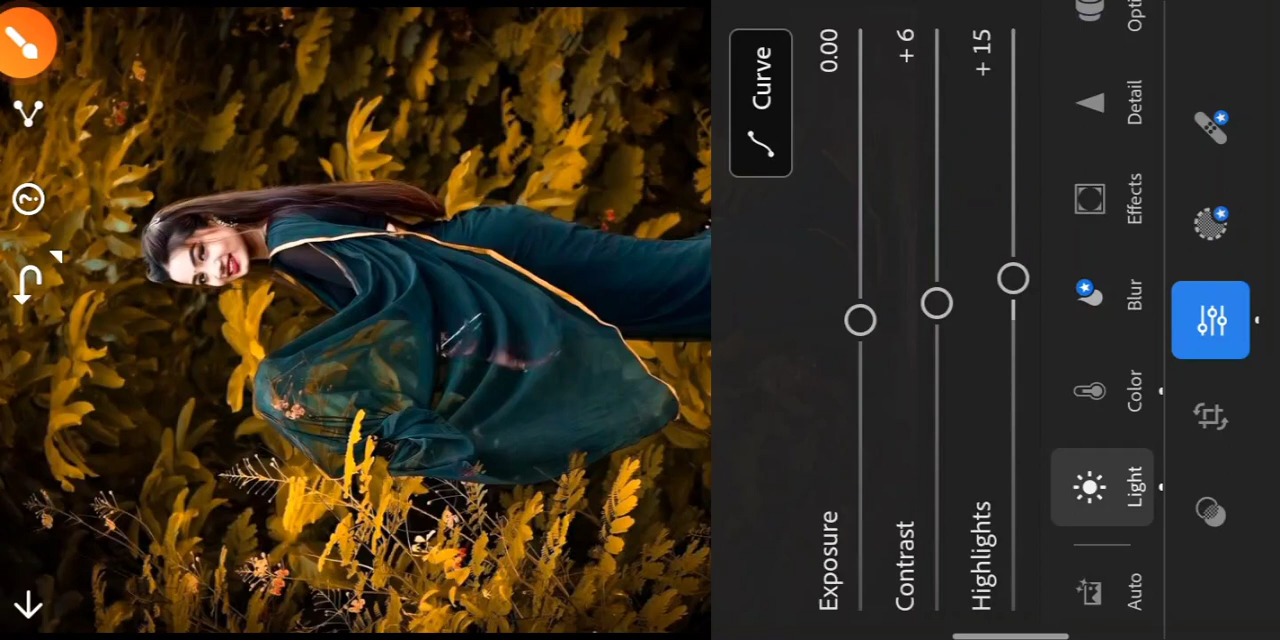 Curve
Exposure 0.00
Contrast + 6
Highlights + 15
Auto
Light
Color
Blur
Effects
Detail
Opti